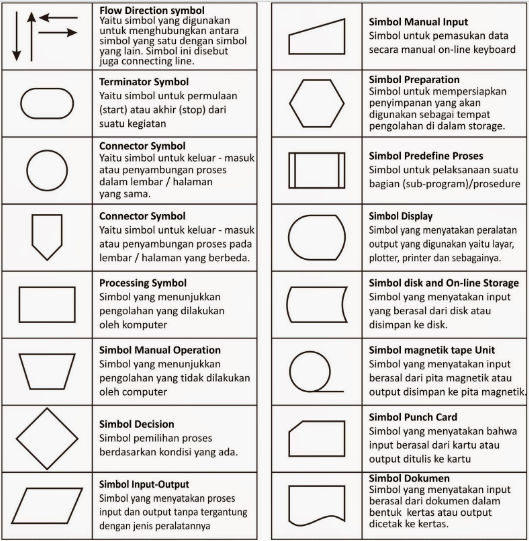 Flow Direction symbol
Yaitu simbol yang digunakan
untuk menghubungkan antara
simbol yang satu dengan simbol
yang lain. Simbol ini disebut
juga connecting line.
Terminator Symbol
Yaitu simbol untuk permulaan
(start) atau akhir (stop) dari
suatu kegiatan
Connector Symbol
Yaitu simbol untuk keluar - masuk
atau penyambungan proses
dalam lembar / halaman
yang sama.
Connector Symbol
Yaitu simbol untuk keluar - masuk
atau penyambungan proses pada
lembar / halaman yang berbeda.
Processing Symbol
Simbol yang menunjukkan
pengolahan yang dilakukan
oleh komputer
Simbol Manual Operation
Simbol yang menunjukkan
pengolahan yang tidak dilakukan
oleh computer
Simbol Decision
Simbol pemilihan proses
berdasarkan kondisi yang ada.
Simbol Input-Output
Simbol yang menyatakan proses
input dan output tanpa tergantung
dengan jenis peralatannya
Simbol Manual Input
Simbol untuk pemasukan data
secara manual on-line keyboard
Simbol Preparation
Simbol untuk mempersiapkan
penyimpanan yang akan
digunakan sebagai tempat
pengolahan di dalam storage.
Simbol Predefine Proses
Simbol untuk pelaksanaan suatu
bagian (sub-program)/prosedure
Simbol Display
Simbol yang menyatakan peralatan
output yang digunakan yaitu layar,
plotter, printer dan sebagainya.
Simbol disk and On-line Storage
Simbol yang menyatakan input
yang berasal dari disk atau
disimpan ke disk.
Simbol magnetik tape Unit
Simbol yang menyatakan input
berasal dari pita magnetik atau
output disimpan ke pita magnetik.
Simbol Punch Card
Simbol yang menyatakan bahwa
input berasal dari kartu atau
output ditulis ke kartu
Simbol Dokumen
Simbol yang menyatakan input
berasal dari dokumen dalam
bentuk kertas atau output
dicetak ke kertas.